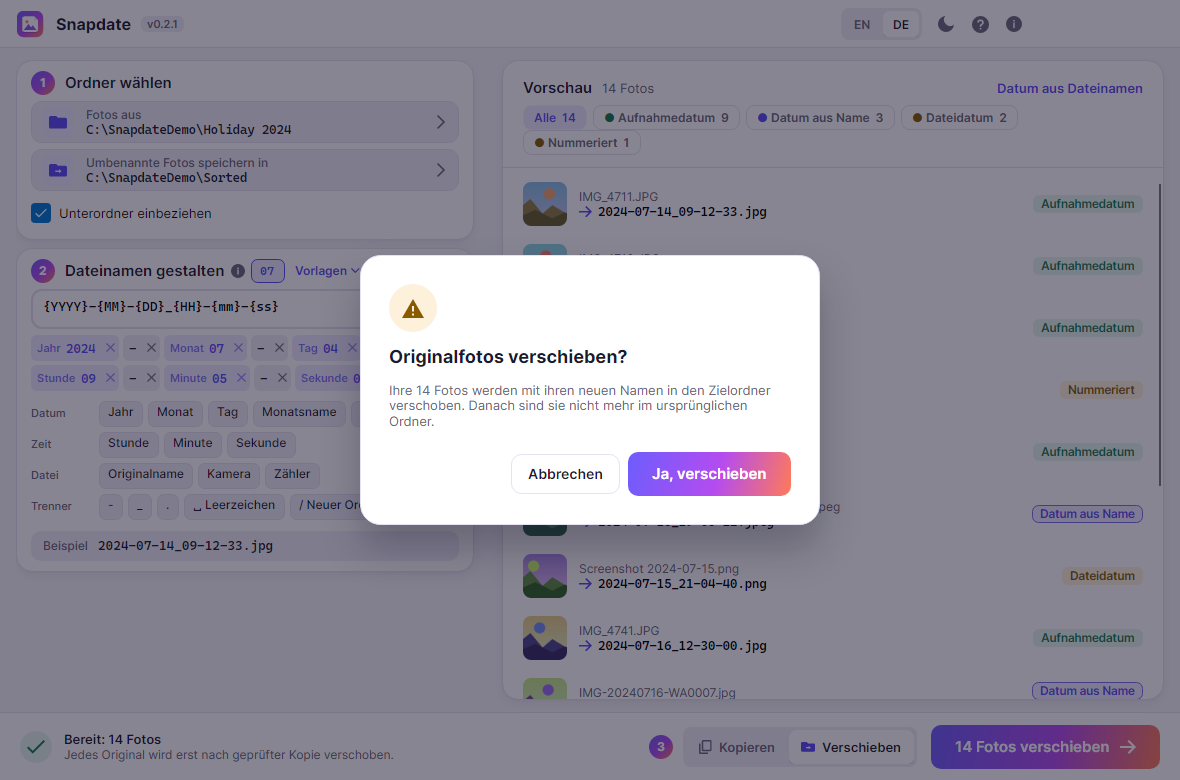 Snapdate v0.2.1
EN DE
1 Ordner wählen
Fotos aus
C:\SnapdateDemo\Holiday 2024
Umbenannte Fotos speichern in
C:\SnapdateDemo\Sorted
Unterordner einbeziehen
2 Dateinamen gestalten 07 Vorlagen
{YYYY}-{MM}-{DD}_{HH}-{mm}-{ss}
Jahr 2024 - Monat 07 - Tag 04
Stunde 09 - Minute 05 - Sekunde
Datum Jahr Monat Tag Monatsname
Zeit Stunde Minute Sekunde
Datei Originalname Kamera Zähler
Trenner - _ . ␣ Leerzeichen / Neuer
Beispiel 2024-07-14_09-12-33.jpg
Vorschau 14 Fotos Datum aus Dateinamen
Alle 14 Aufnahmedatum 9 Datum aus Name 3 Dateidatum 2
Nummeriert 1
IMG_4711.JPG
→ 2024-07-14_09-12-33.jpg Aufnahmedatum
Aufnahmedatum
Aufnahmedatum
Nummeriert
Aufnahmedatum
Datum aus Name
Screenshot 2024-07-15.png
→ 2024-07-15_21-04-40.png Dateidatum
IMG_4741.JPG
→ 2024-07-16_12-30-00.jpg Aufnahmedatum
IMG-20240716-WA0007.jpg Datum aus Name
Originalfotos verschieben?
Ihre 14 Fotos werden mit ihren neuen Namen in den Zielordner
verschoben. Danach sind sie nicht mehr im ursprünglichen
Ordner.
Abbrechen Ja, verschieben
Bereit: 14 Fotos
Jedes Original wird erst nach geprüfter Kopie verschoben.
3 Kopieren Verschieben 14 Fotos verschieben →